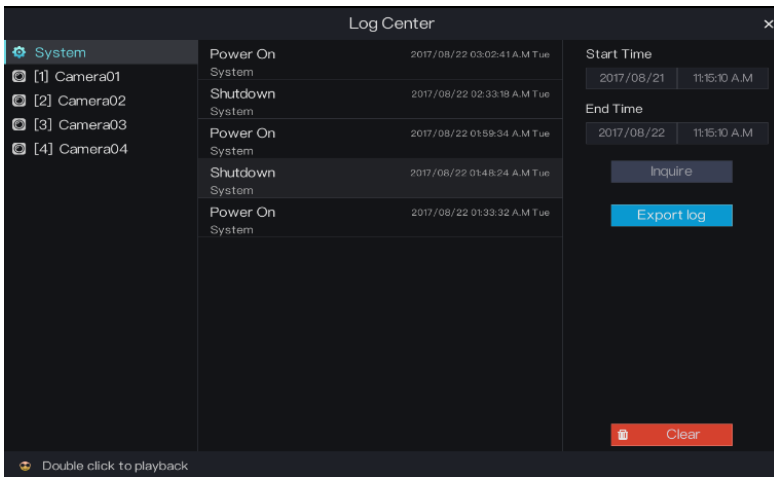 Log Center
System
[1] Camera01
[2] Camera02
[3] Camera03
[4] Camera04
Power On 2017/08/22 03:02:41 A.M Tue
System
Shutdown 2017/08/22 02:33:18 A.M Tue
System
Power On 2017/08/22 01:59:34 A.M Tue
System
Shutdown 2017/08/22 01:48:24 A.M Tue
System
Power On 2017/08/22 01:33:32 A.M Tue
System
Start Time
2017/08/21 11:15:10 A.M
End Time
2017/08/22 11:15:10 A.M
Inquire
Export log
Clear
Double click to playback